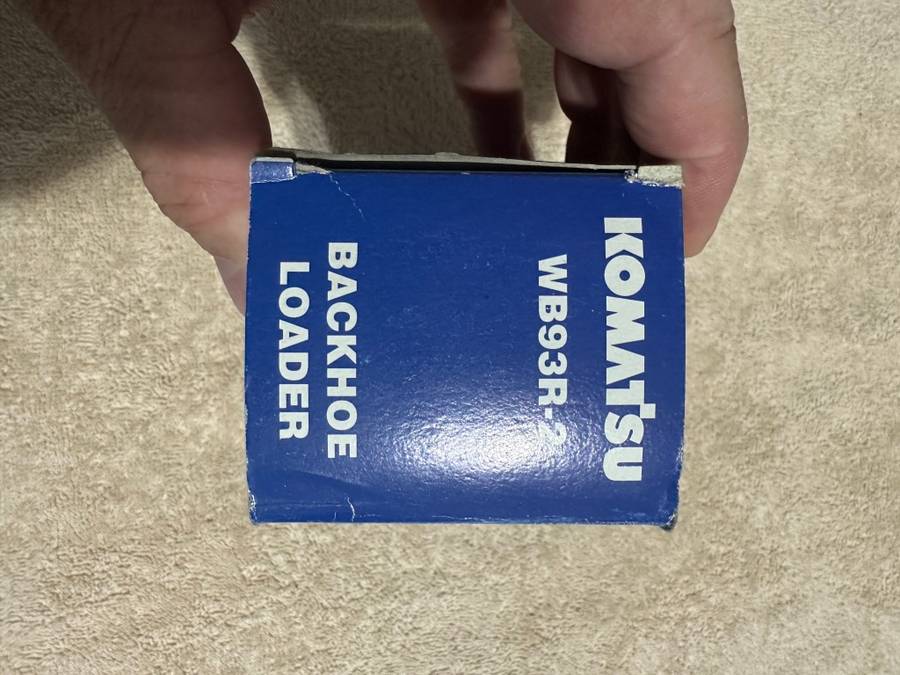 KOMATSU
WB93R-2
BACKHOE
LOADER